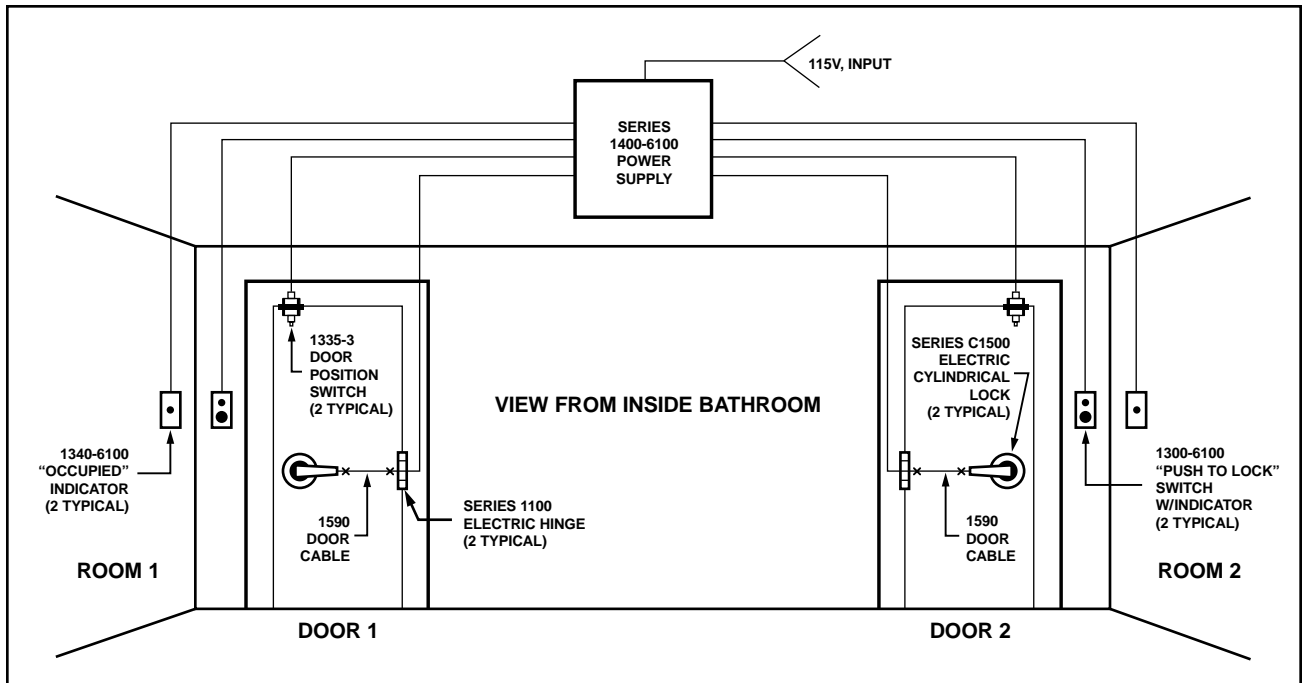 115V, INPUT
SERIES
1400-6100
POWER
SUPPLY
1335-3
DOOR
POSITION
SWITCH
(2 TYPICAL)
SERIES C1500
ELECTRIC
CYLINDRICAL
LOCK
(2 TYPICAL)
VIEW FROM INSIDE BATHROOM
1340-6100
“OCCUPIED”
INDICATOR
(2 TYPICAL)
1300-6100
“PUSH TO LOCK”
SWITCH
W/INDICATOR
(2 TYPICAL)
1590
DOOR
CABLE
SERIES 1100
ELECTRIC HINGE
(2 TYPICAL)
1590
DOOR
CABLE
ROOM 1
ROOM 2
DOOR 1
DOOR 2